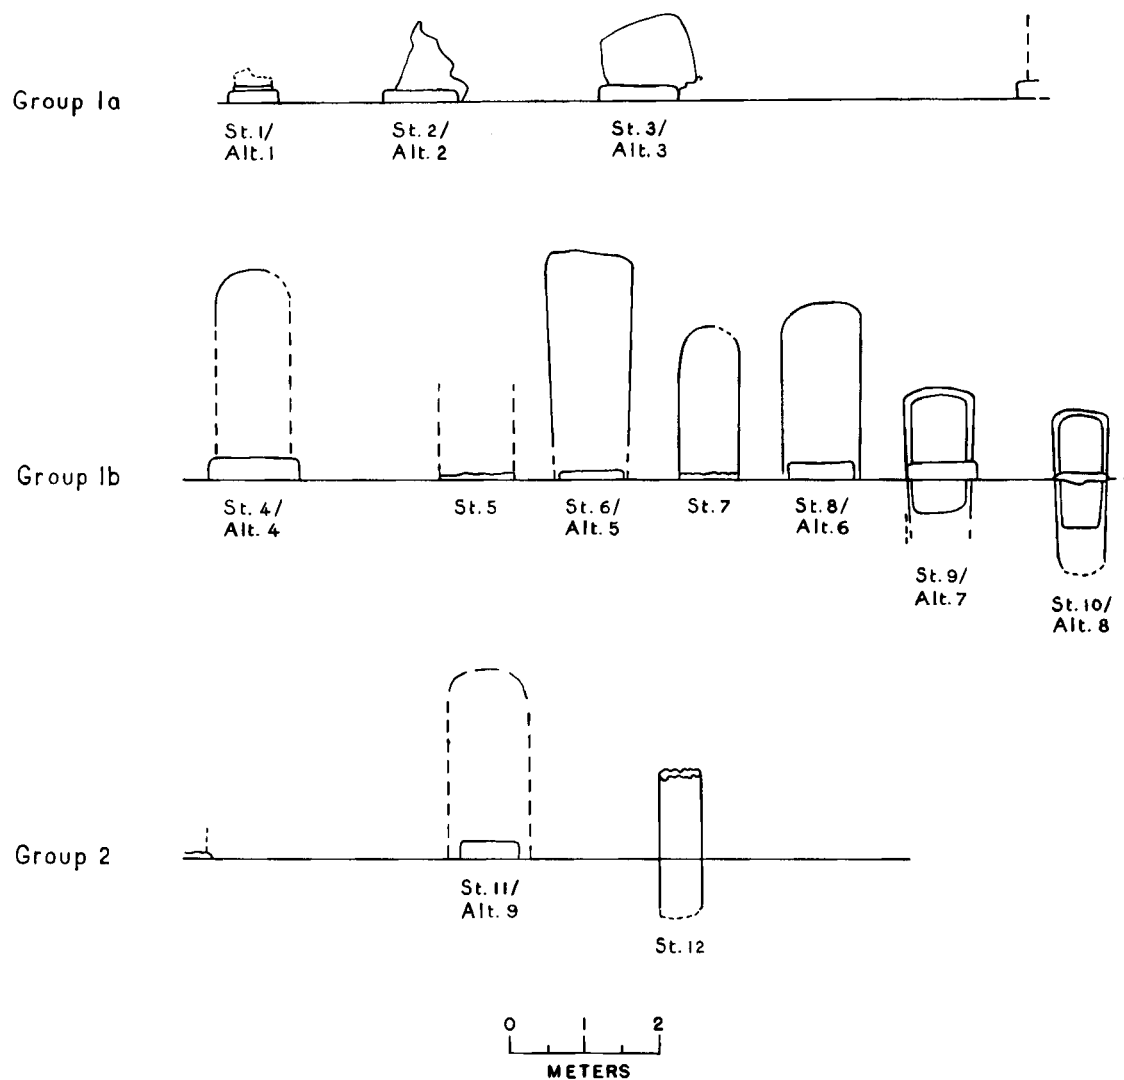 Group 1a
St. 1/
Alt. 1
St. 2/
Alt. 2
St. 3/
Alt. 3
Group 1b
St. 4/
Alt. 4
St. 5
St. 6/
Alt. 5
St. 7
St. 8/
Alt. 6
St. 9/
Alt. 7
St. 10/
Alt. 8
Group 2
St. 11/
Alt. 9
St. 12
0 1 2
METERS